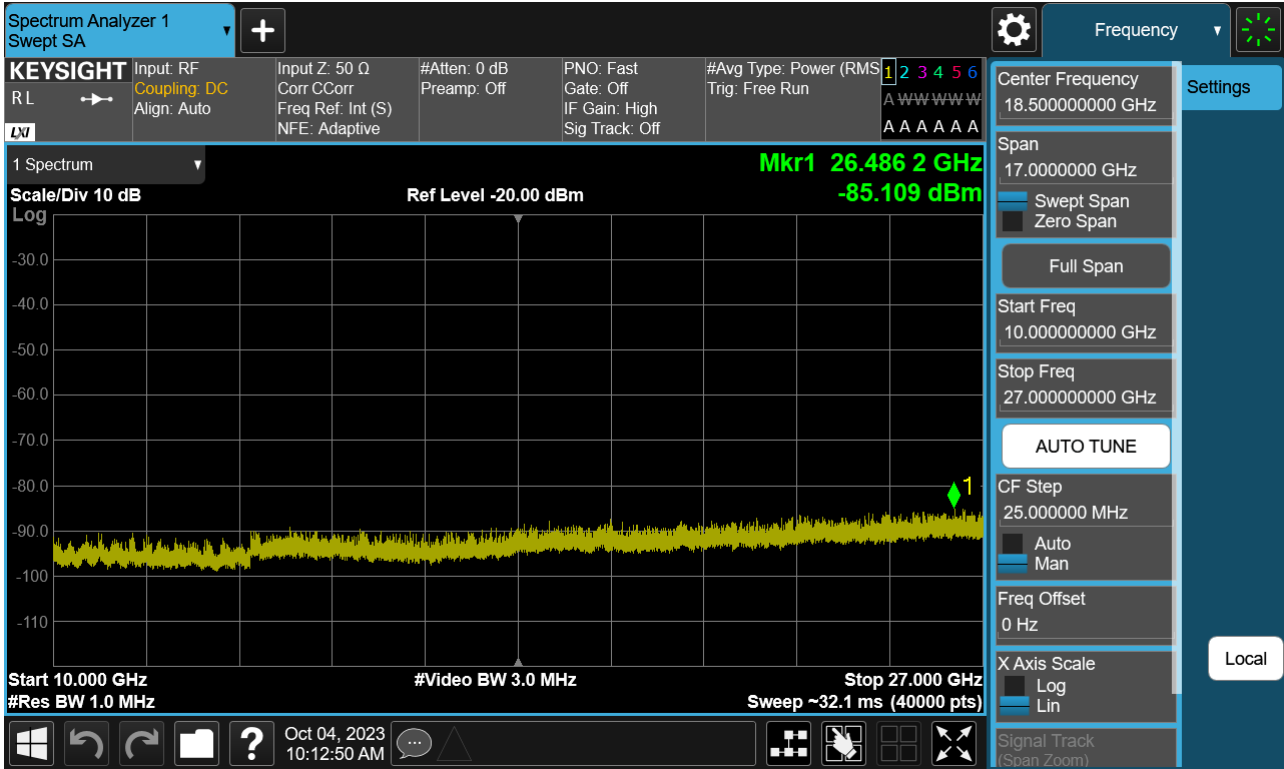 Spectrum Analyzer 1
Swept SA
Frequency
KEYSIGHT
R L
LXI
Input: RF
Coupling: DC
Align: Auto
Input Z: 50 Ω
Corr CCorr
Freq Ref: Int (S)
NFE: Adaptive
#Atten: 0 dB
Preamp: Off
PNO: Fast
Gate: Off
IF Gain: High
Sig Track: Off
#Avg Type: Power (RMS
Trig: Free Run
1 2 3 4 5 6
A W W W W W
A A A A A A
1 Spectrum
Mkr1 26.486 2 GHz
-85.109 dBm
Scale/Div 10 dB
Ref Level -20.00 dBm
Log
-30.0
-40.0
-50.0
-60.0
-70.0
-80.0
-90.0
-100
-110
1
Start 10.000 GHz
#Video BW 3.0 MHz
Stop 27.000 GHz
#Res BW 1.0 MHz
Sweep ~32.1 ms (40000 pts)
Oct 04, 2023
10:12:50 AM
Center Frequency
18.500000000 GHz
Settings
Span
17.0000000 GHz
Swept Span
Zero Span
Full Span
Start Freq
10.000000000 GHz
Stop Freq
27.000000000 GHz
AUTO TUNE
CF Step
25.000000 MHz
Auto
Man
Freq Offset
0 Hz
X Axis Scale
Log
Lin
Local
Signal Track
(Span Zoom)